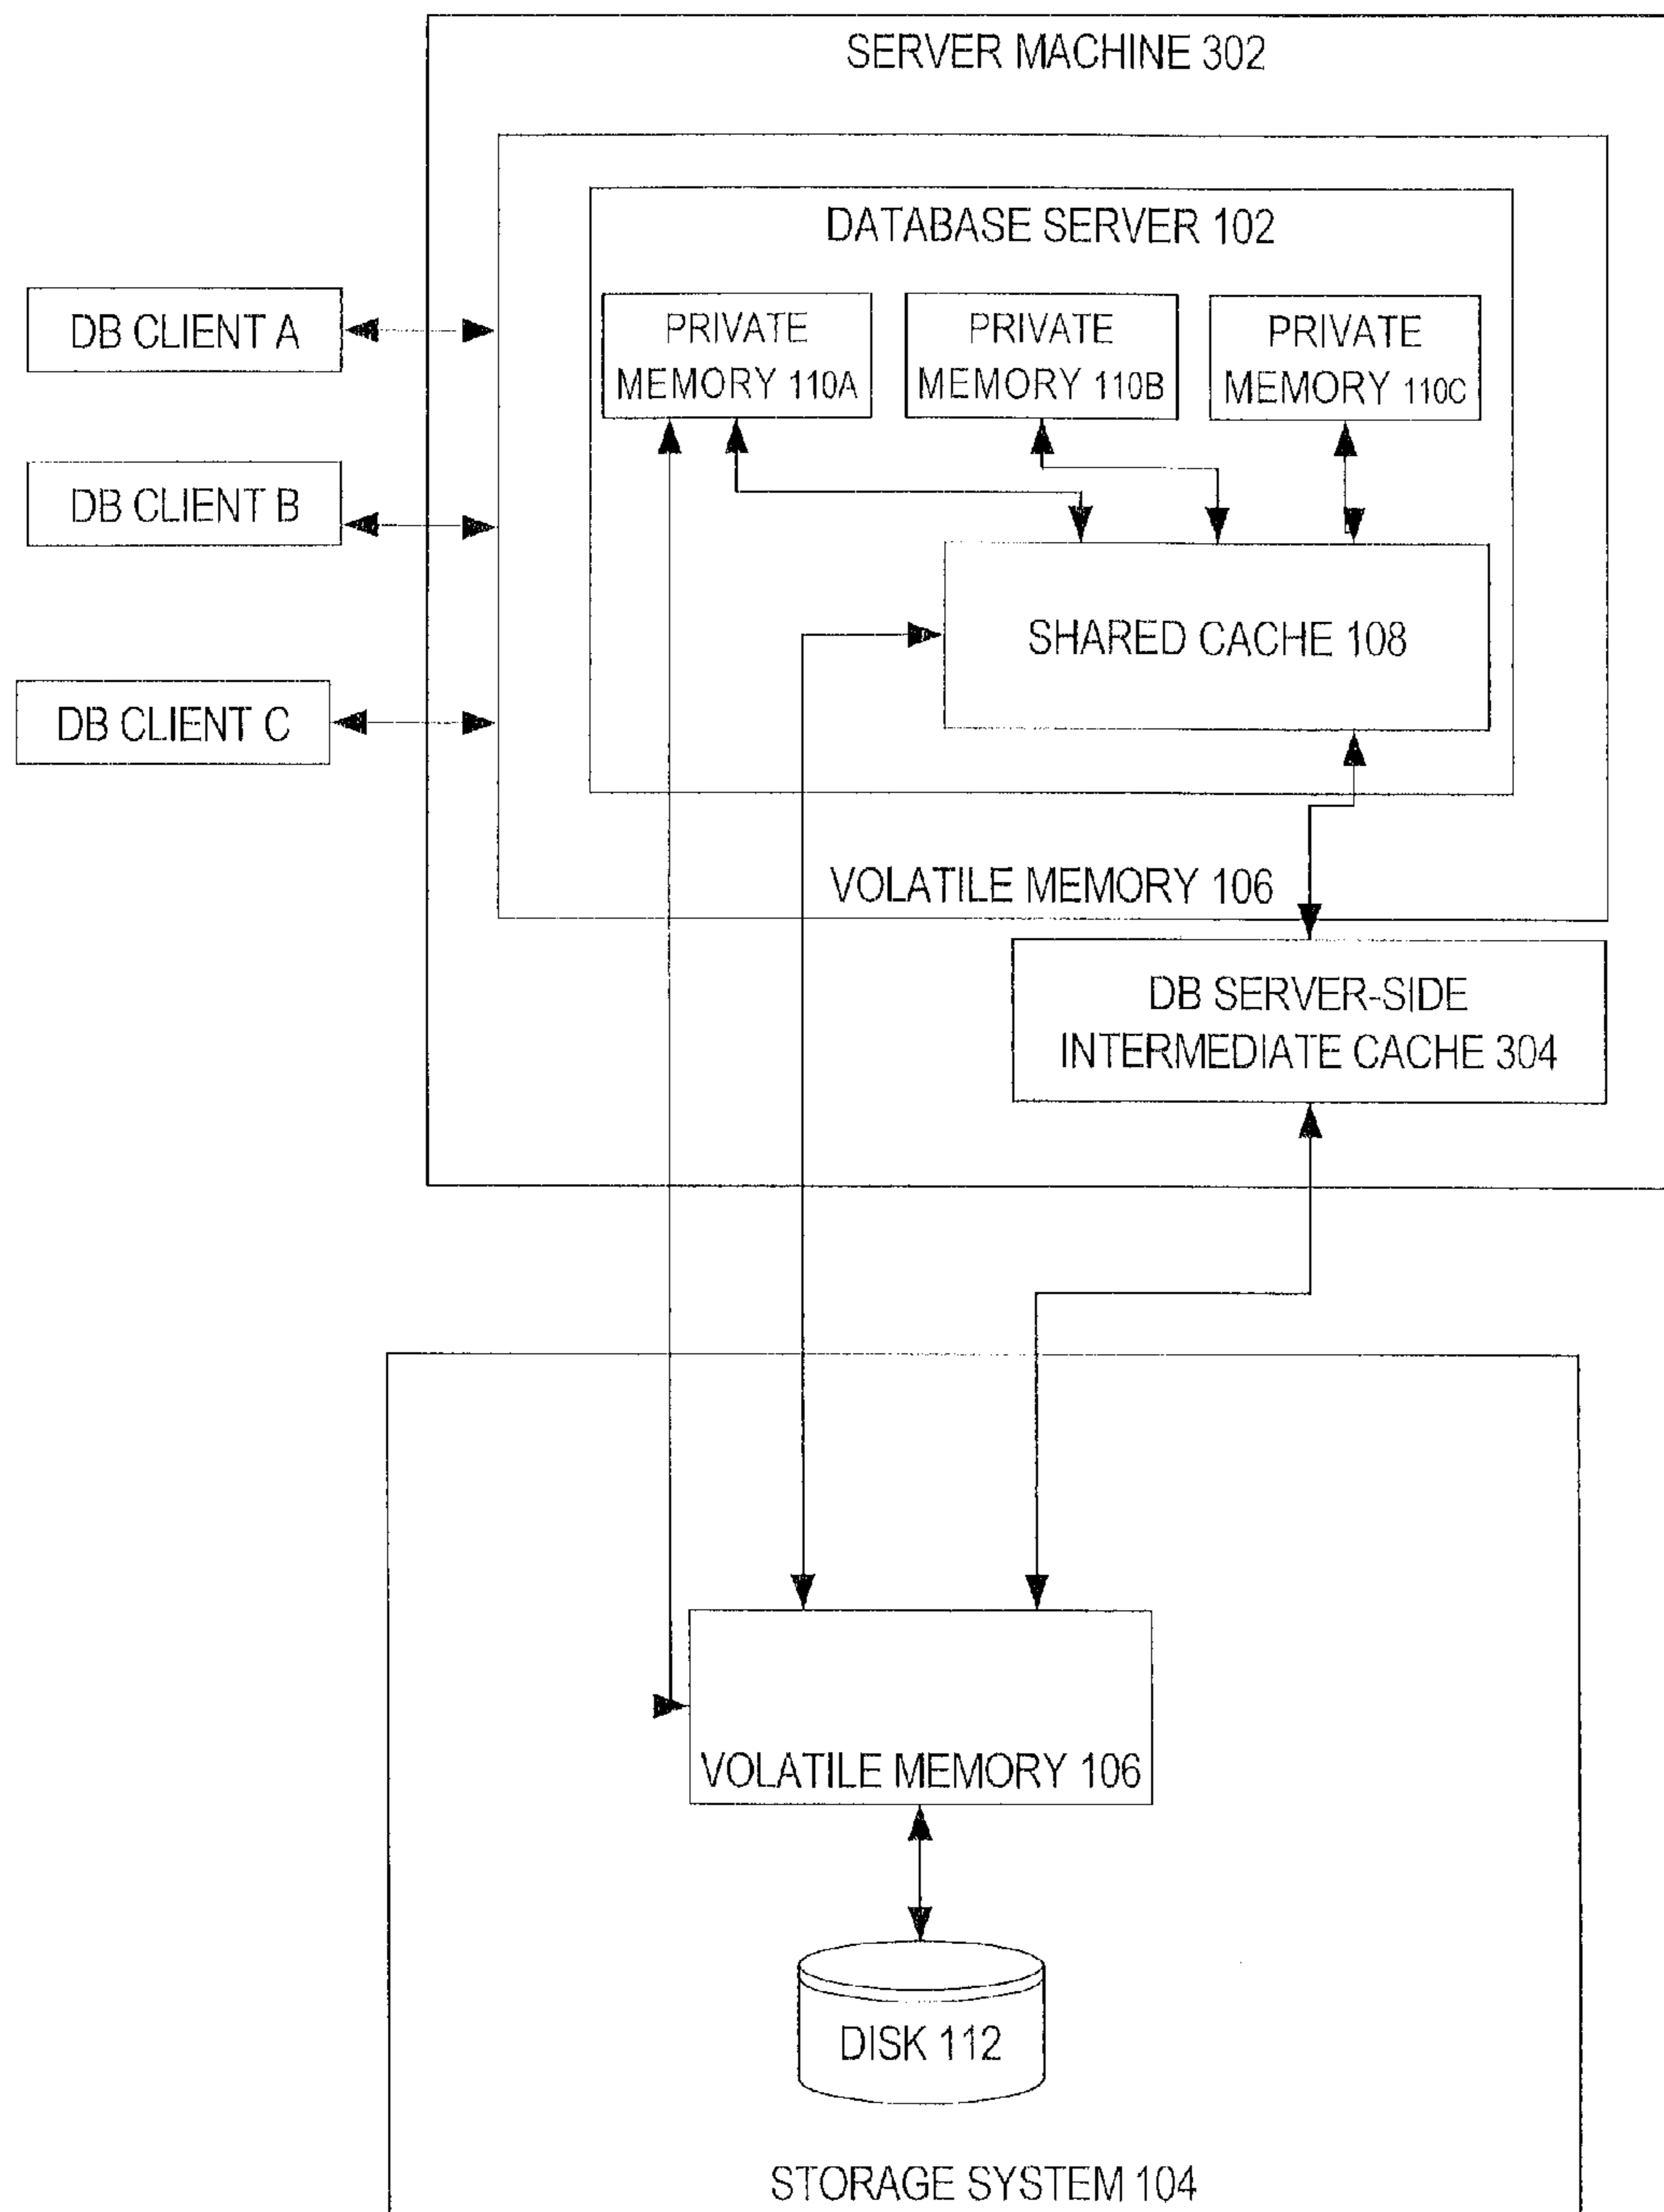 SERVER MACHINE 302
DATABASE SERVER 102
DB CLIENT A
PRIVATE
MEMORY 110A
PRIVATE
MEMORY 110B
PRIVATE
MEMORY 110C
DB CLIENT B
SHARED CACHE 108
DB CLIENT C
VOLATILE MEMORY 106
DB SERVER-SIDE
INTERMEDIATE CACHE 304
VOLATILE MEMORY 106
DISK 112
STORAGE SYSTEM 104